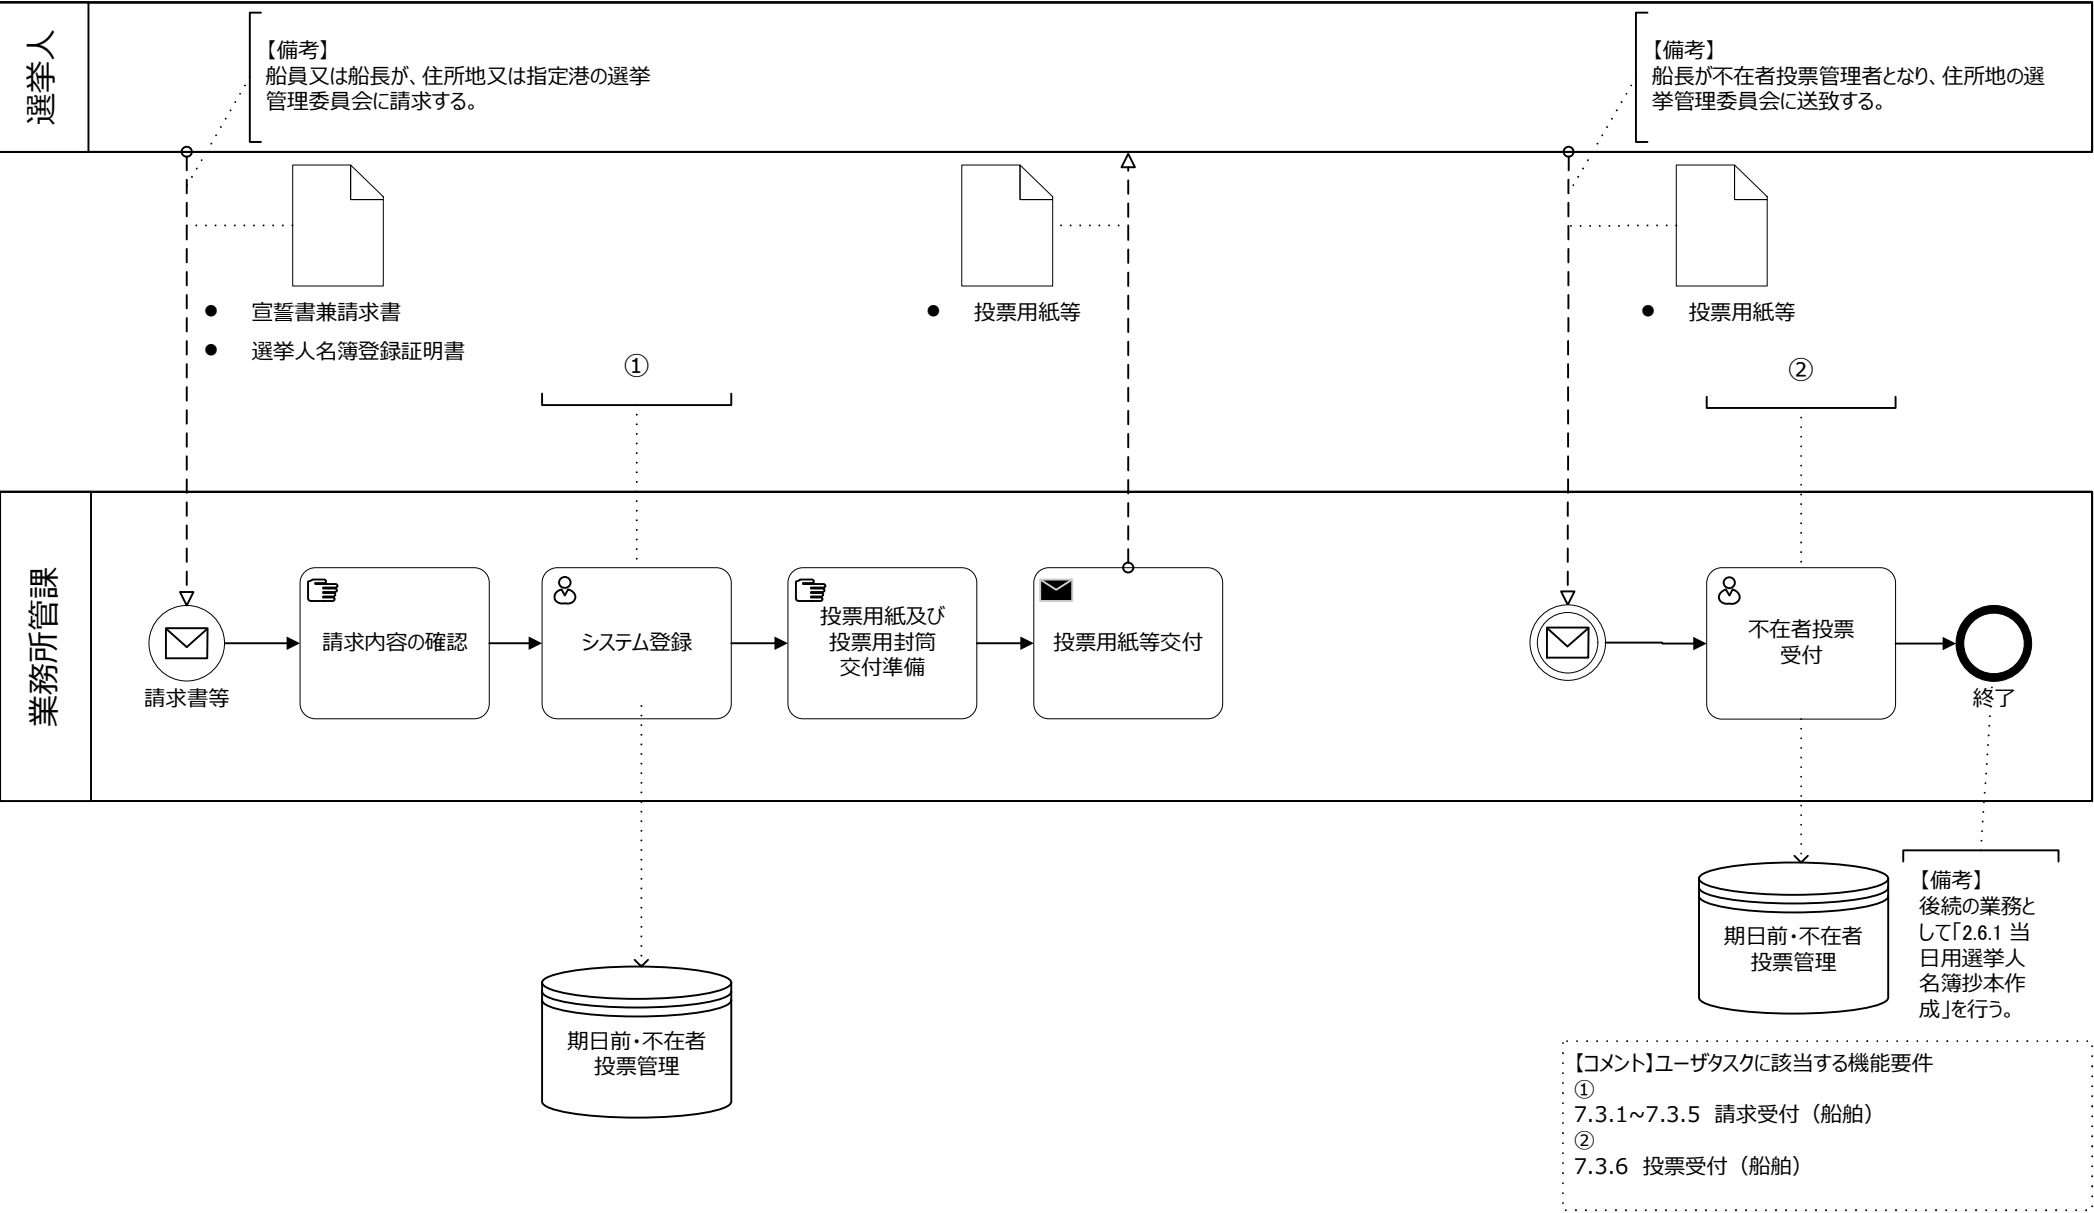 選挙人
【備考】
船員又は船長が、住所地又は指定港の選挙
管理委員会に請求する。
【備考】
船長が不在者投票管理者となり、住所地の選
挙管理委員会に送致する。
● 宣誓書兼請求書
● 選挙人名簿登録証明書
● 投票用紙等
● 投票用紙等
①
②
業務所管課
請求書等
請求内容の確認
システム登録
投票用紙及び
投票用封筒
交付準備
投票用紙等交付
不在者投票
受付
終了
期日前・不在者
投票管理
期日前・不在者
投票管理
【備考】
後続の業務と
して「2.6.1 当
日用選挙人
名簿抄本作
成」を行う。
【コメント】ユーザタスクに該当する機能要件
①
7.3.1~7.3.5 請求受付（船舶）
②
7.3.6 投票受付（船舶）